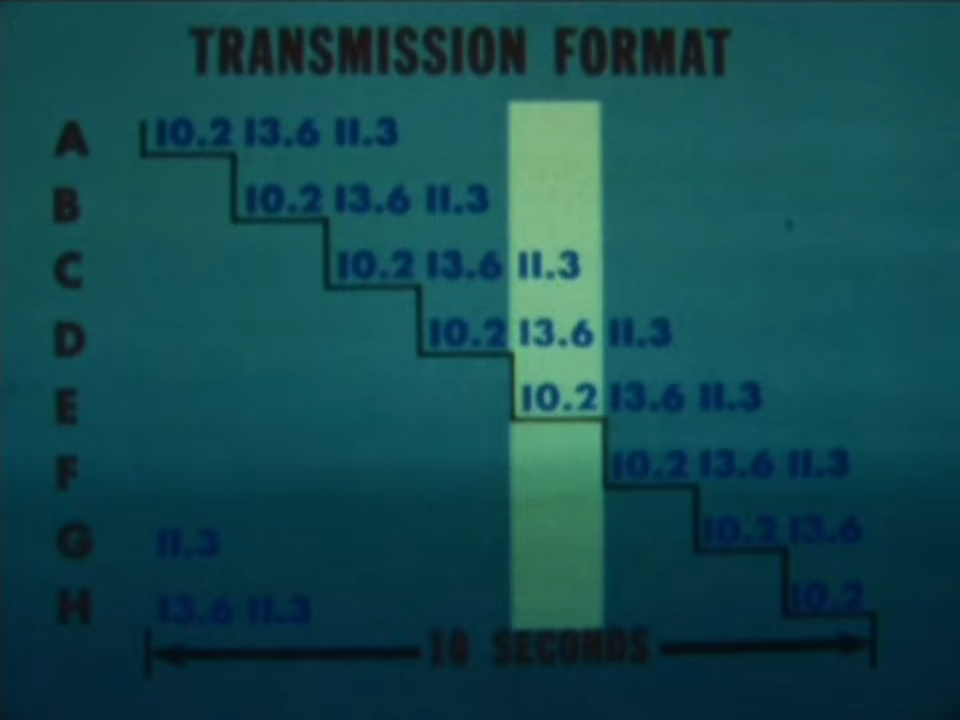 TRANSMISSION FORMAT
A 10.2 13.6 11.3
B 10.2 13.6 11.3
C 10.2 13.6 11.3
D 10.2 13.6 11.3
E 10.2 13.6 11.3
F 10.2 13.6 11.3
G 11.3 10.2 13.6
H 13.6 11.3 10.2
10 SECONDS